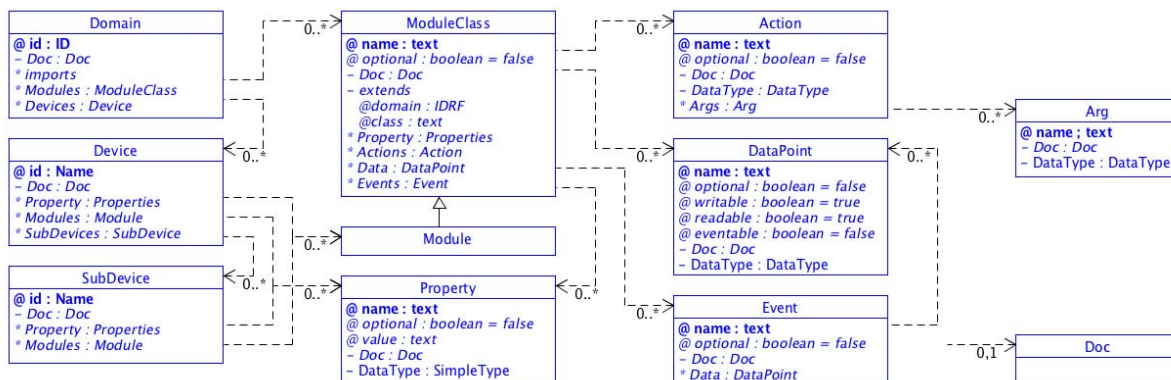 Domain
@ id : ID
– Doc : Doc
* imports
* Modules : ModuleClass
* Devices : Device
0..*
Device
@ id : Name
– Doc : Doc
* Property : Properties
* Modules : Module
* SubDevices : SubDevice
0..*
SubDevice
@ id : Name
– Doc : Doc
* Property : Properties
* Modules : Module
0..*
ModuleClass
@ name : text
@ optional : boolean = false
– Doc : Doc
– extends
@domain : IDRF
@class : text
* Property : Properties
* Actions : Action
* Data : DataPoint
* Events : Event
0..*
Module
0..*
Property
@ name : text
@ optional : boolean = false
@ value : text
– Doc : Doc
– DataType : SimpleType
0..*
0..*
Action
@ name : text
@ optional : boolean = false
– Doc : Doc
– DataType : DataType
* Args : Arg
0..*
DataPoint
@ name : text
@ optional : boolean = false
@ writable : boolean = true
@ readable : boolean = true
@ eventable : boolean = false
– Doc : Doc
– DataType : DataType
0..*
0..*
Event
@ name : text
@ optional : boolean = false
– Doc : Doc
* Data : DataPoint
0..*
Arg
@ name ; text
– Doc : Doc
– DataType : DataType
0..*
Doc
0,1